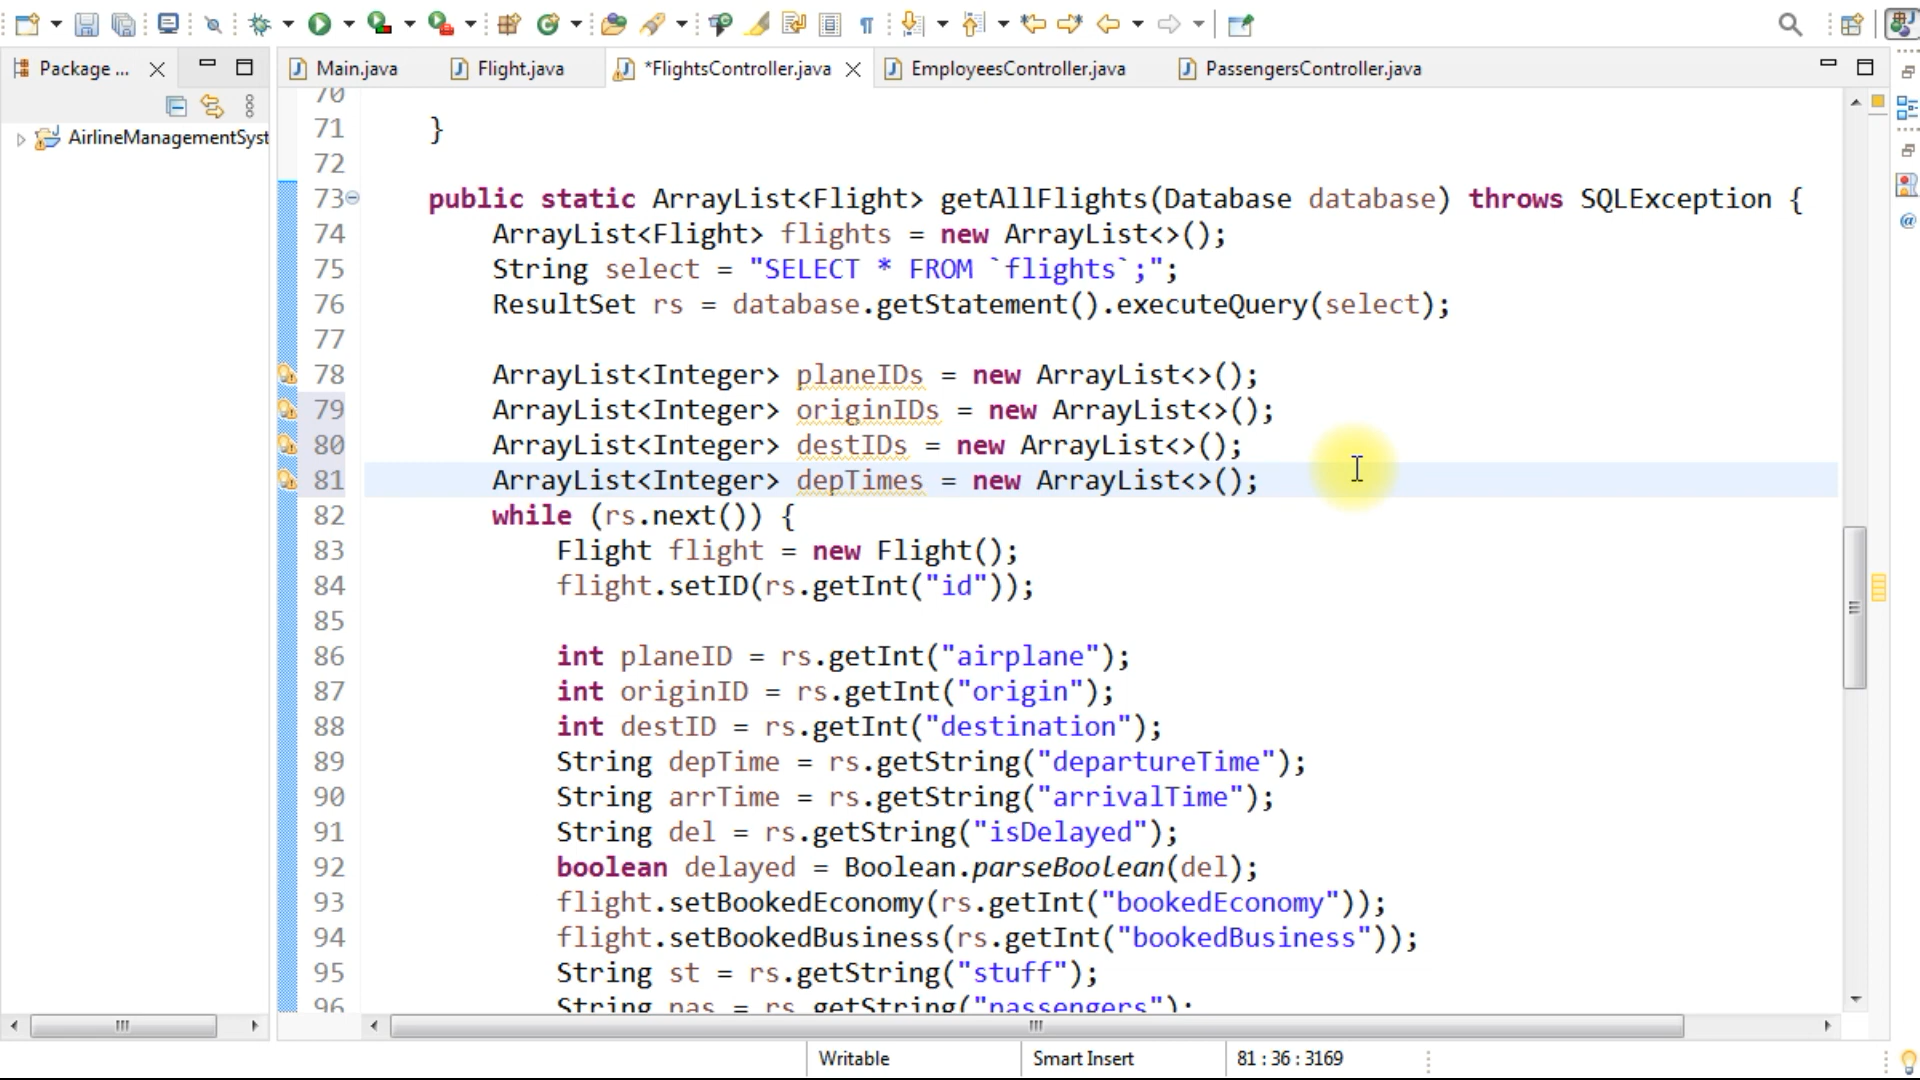 Package ...
Main.java
Flight.java
*FlightsController.java
EmployeesController.java
PassengersController.java
AirlineManagementSyst
70
71 }
72
73 public static ArrayList<Flight> getAllFlights(Database database) throws SQLException {
74 ArrayList<Flight> flights = new ArrayList<>();
75 String select = "SELECT * FROM `flights`;";
76 ResultSet rs = database.getStatement().executeQuery(select);
77
78 ArrayList<Integer> planeIDs = new ArrayList<>();
79 ArrayList<Integer> originIDs = new ArrayList<>();
80 ArrayList<Integer> destIDs = new ArrayList<>();
81 ArrayList<Integer> depTimes = new ArrayList<>();
82 while (rs.next()) {
83 Flight flight = new Flight();
84 flight.setID(rs.getInt("id"));
85
86 int planeID = rs.getInt("airplane");
87 int originID = rs.getInt("origin");
88 int destID = rs.getInt("destination");
89 String depTime = rs.getString("departureTime");
90 String arrTime = rs.getString("arrivalTime");
91 String del = rs.getString("isDelayed");
92 boolean delayed = Boolean.parseBoolean(del);
93 flight.setBookedEconomy(rs.getInt("bookedEconomy"));
94 flight.setBookedBusiness(rs.getInt("bookedBusiness"));
95 String st = rs.getString("stuff");
96 String pas = rs.getString("passengers");
Writable
Smart Insert
81 : 36 : 3169